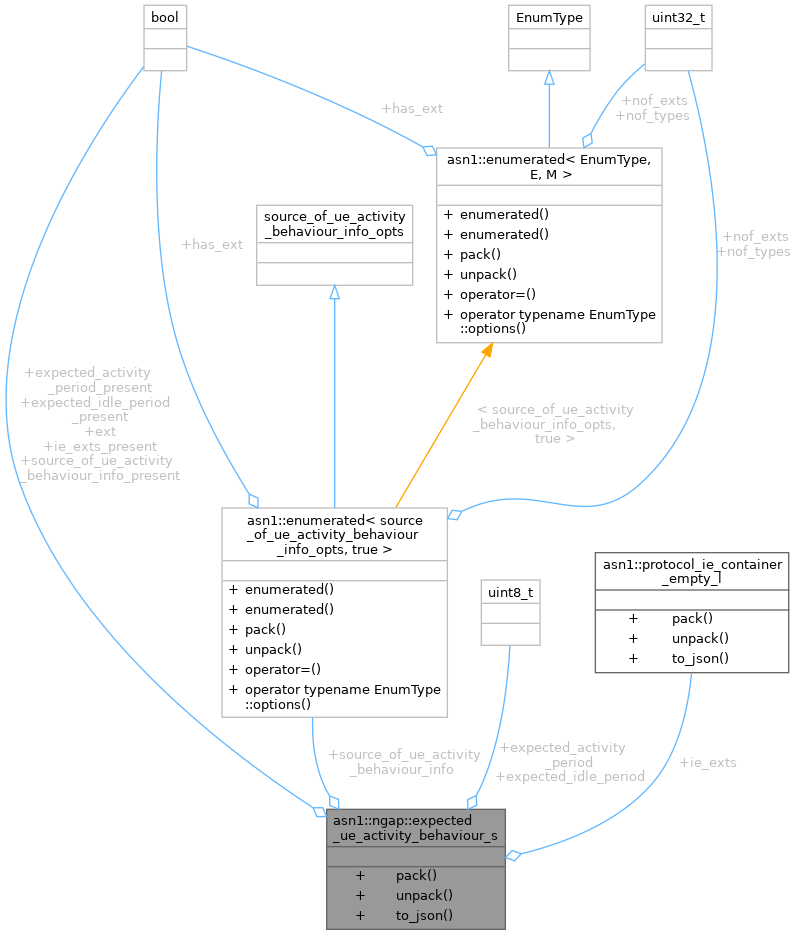 bool
EnumType
uint32_t
+has_ext
+nof_exts
+nof_types
asn1::enumerated< EnumType,
E, M >
+ enumerated()
+ enumerated()
+ pack()
+ unpack()
+ operator=()
+ operator typename EnumType
::options()
source_of_ue_activity
_behaviour_info_opts
+has_ext
+nof_exts
+nof_types
+expected_activity
_period_present
+expected_idle_period
_present
+ext
+ie_exts_present
+source_of_ue_activity
_behaviour_info_present
< source_of_ue_activity
_behaviour_info_opts,
true >
asn1::enumerated< source
_of_ue_activity_behaviour
_info_opts, true >
+ enumerated()
+ enumerated()
+ pack()
+ unpack()
+ operator=()
+ operator typename EnumType
::options()
uint8_t
asn1::protocol_ie_container
_empty_l
+ pack()
+ unpack()
+ to_json()
+source_of_ue_activity
_behaviour_info
+expected_activity
_period
+expected_idle_period
+ie_exts
asn1::ngap::expected
_ue_activity_behaviour_s
+ pack()
+ unpack()
+ to_json()